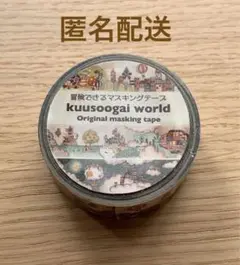 匿名配送
冒険できるマスキングテープ
kuusoogai world
Original masking tape